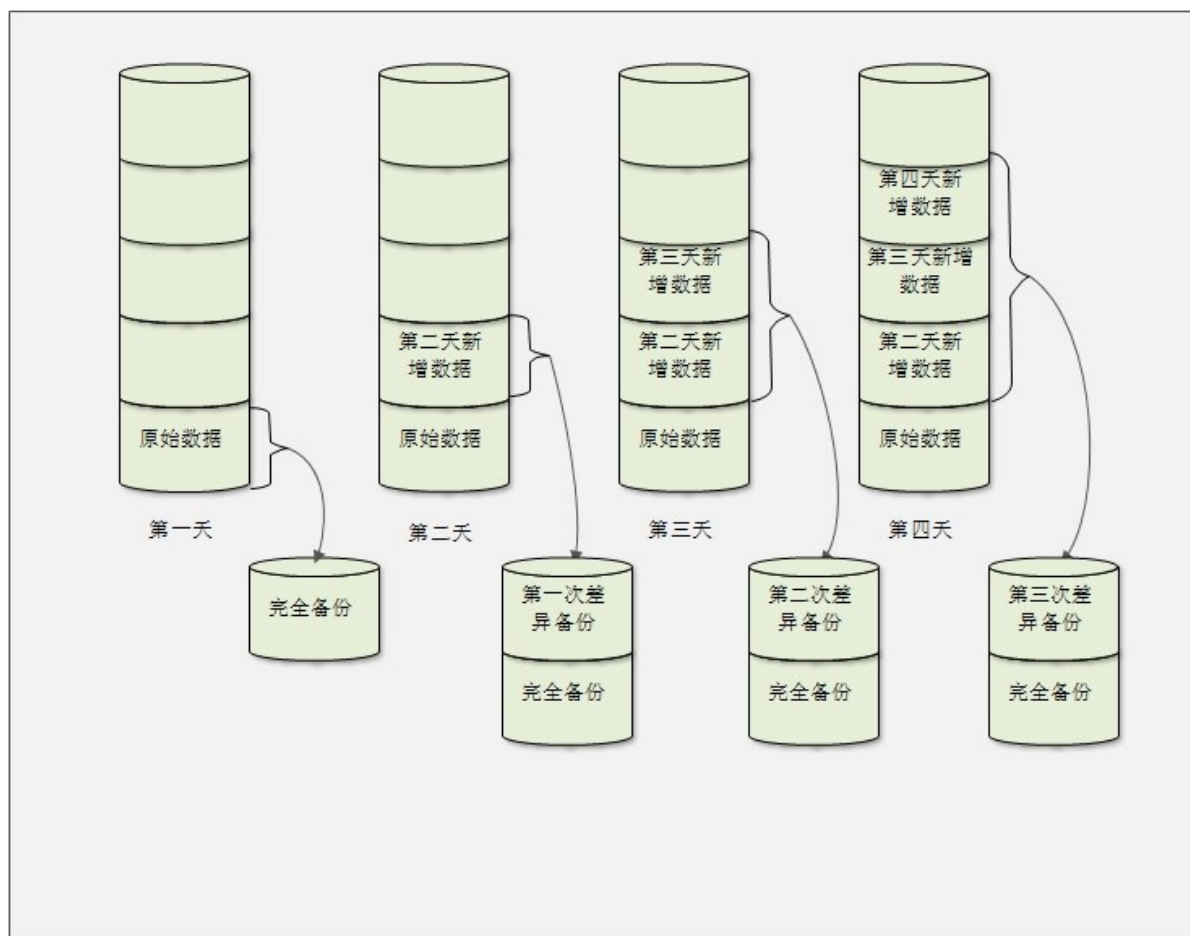 第四天新
增数据
第三天新
增数据
第三天新增
数据
第二天新
增数据
第二天新
增数据
第二天新
增数据
原始数据
原始数据
原始数据
原始数据
第一天
第二天
第三天
第四天
完全备份
第一次差
异备份
第二次差
异备份
第三次差
异备份
完全备份
完全备份
完全备份